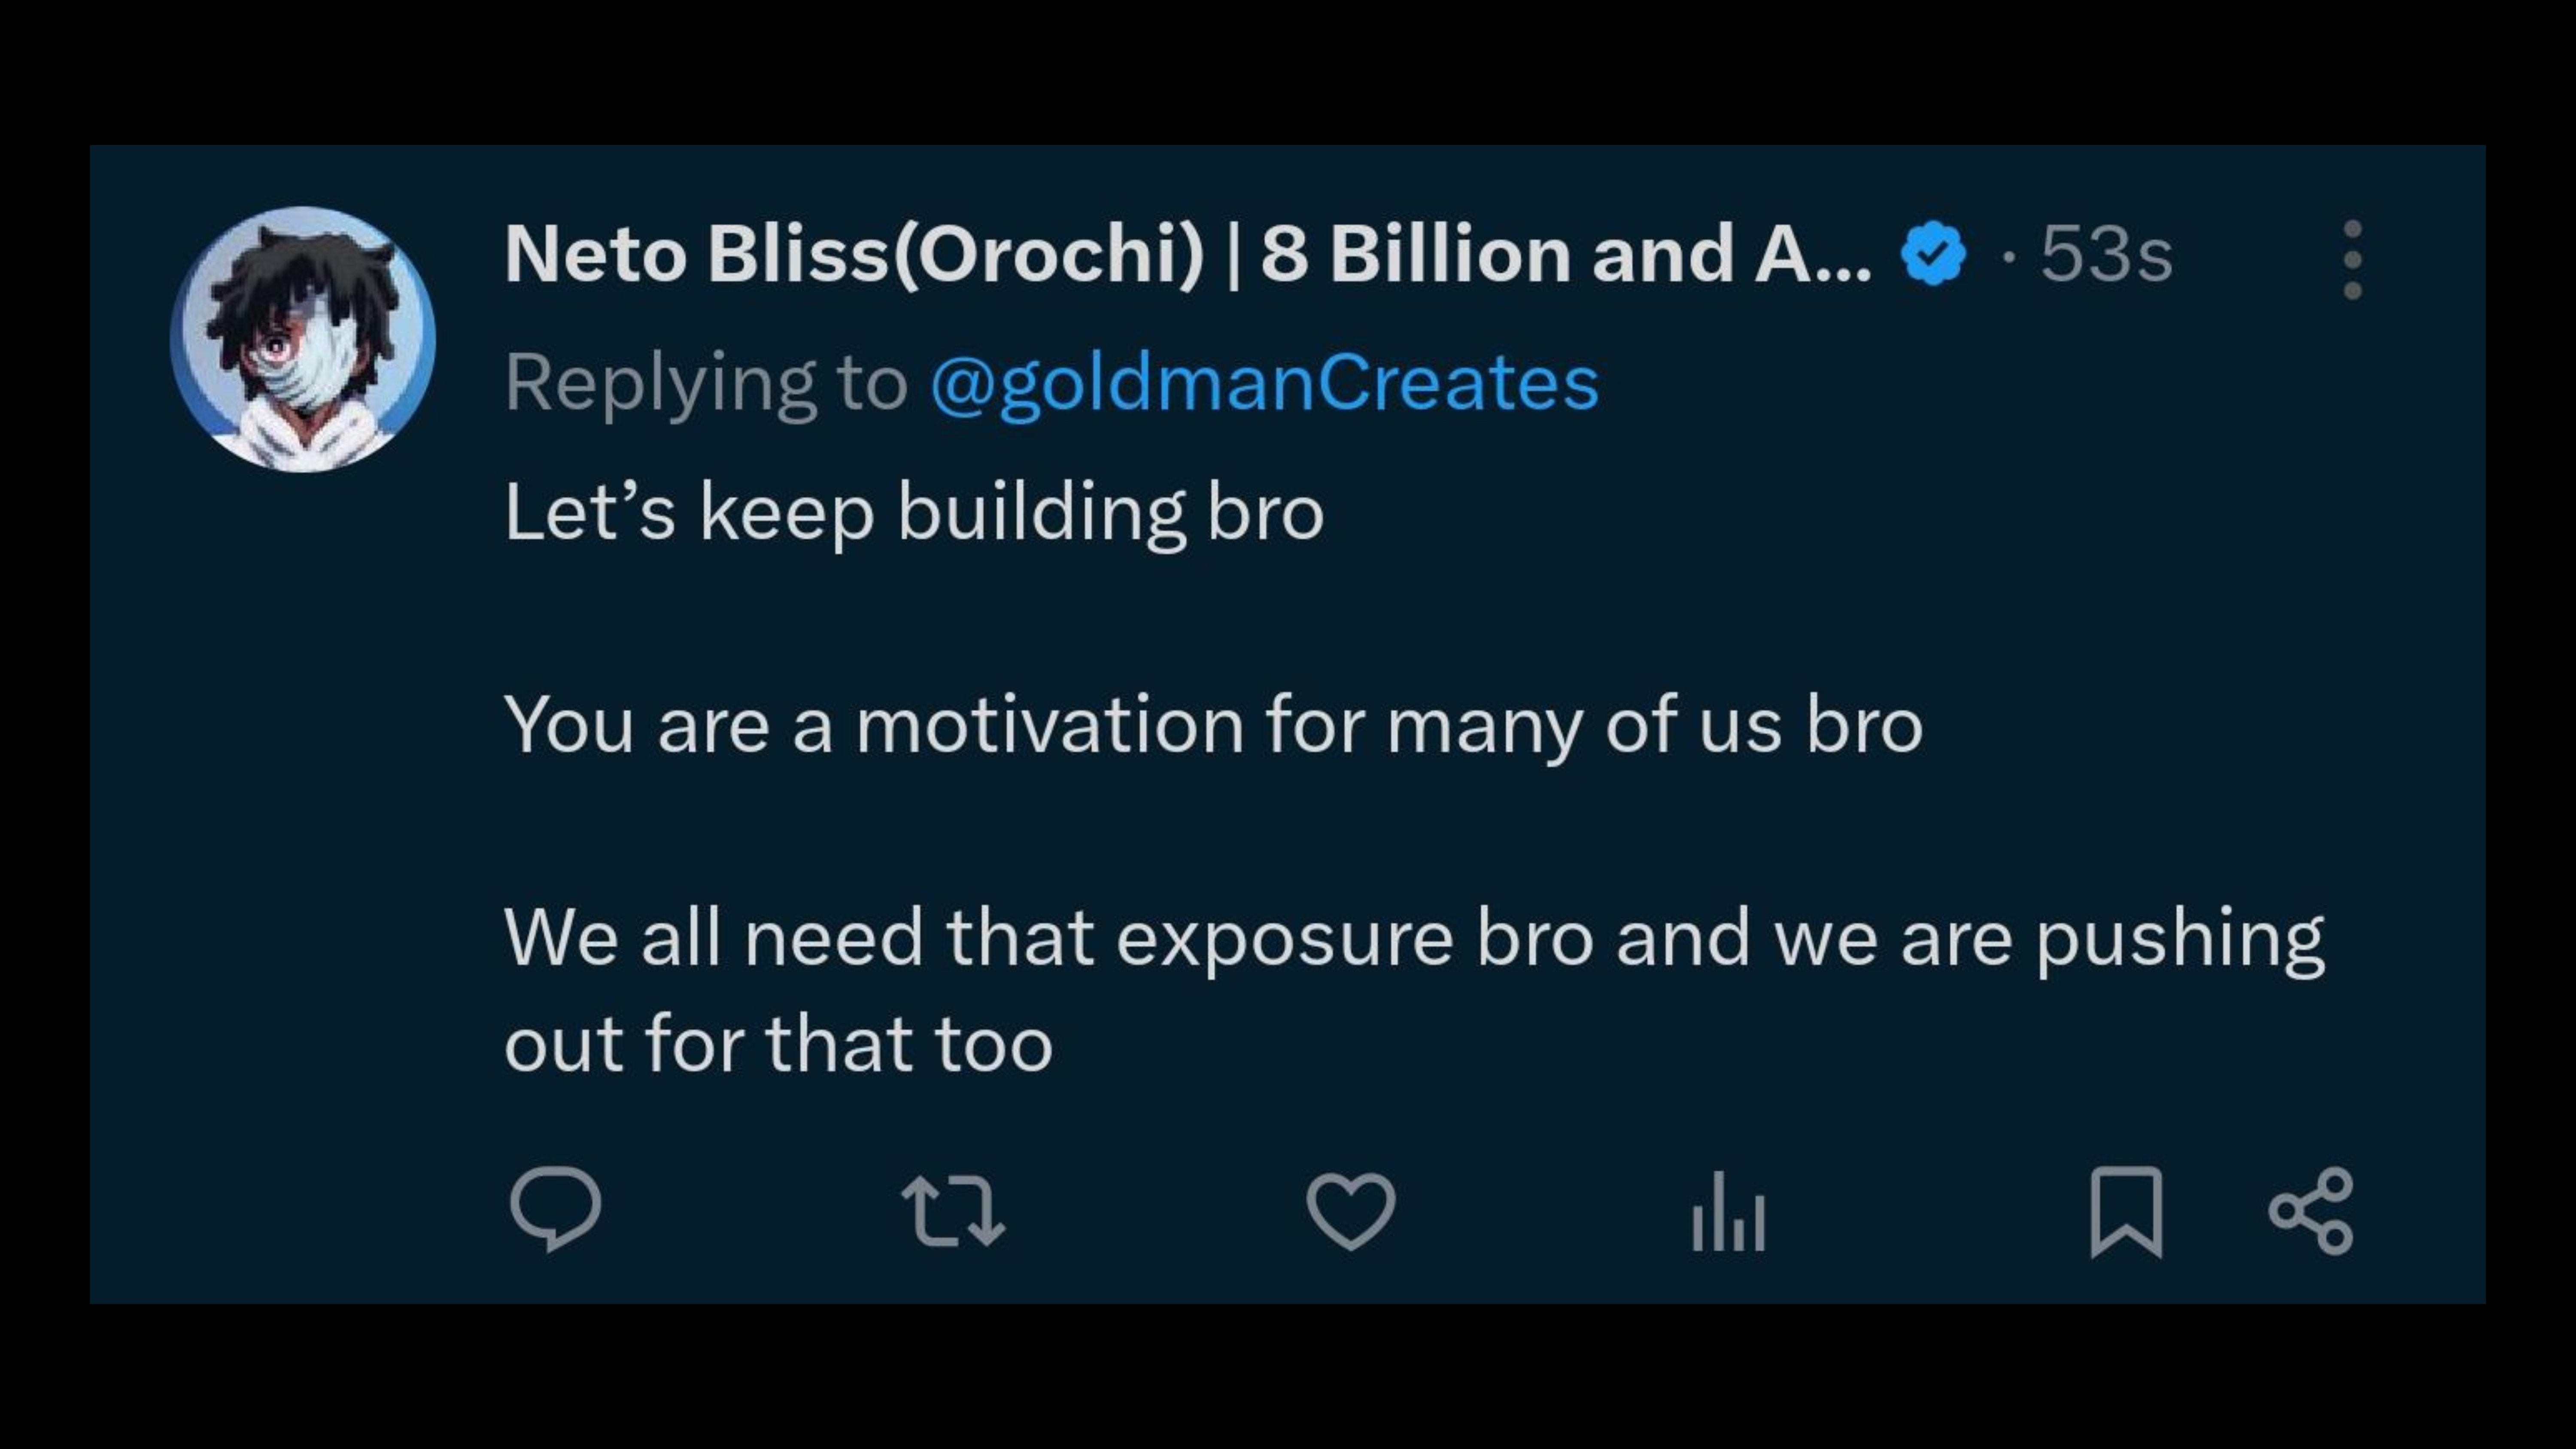 Neto Bliss(Orochi) | 8 Billion and A... · 53s
Replying to @goldmanCreates
Let’s keep building bro
You are a motivation for many of us bro
We all need that exposure bro and we are pushing
out for that too